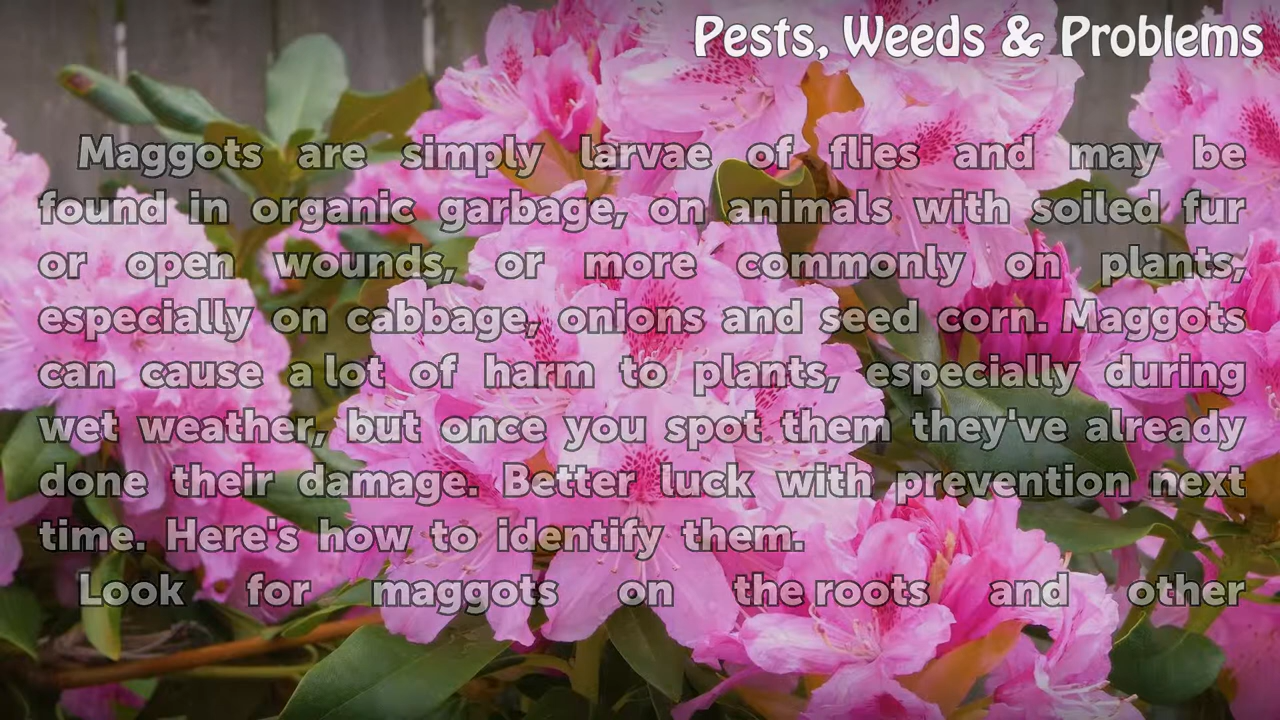 Pests, Weeds & Problems
Maggots are simply larvae of flies and may be
found in organic garbage, on animals with soiled fur
or open wounds, or more commonly on plants,
especially on cabbage, onions and seed corn. Maggots
can cause a lot of harm to plants, especially during
wet weather, but once you spot them they've already
done their damage. Better luck with prevention next
time. Here's how to identify them.
Look for maggots on the roots and other